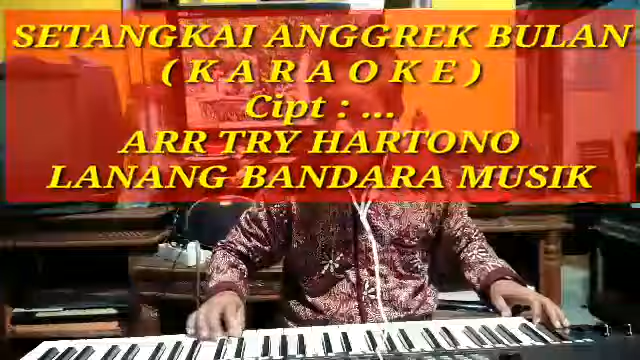 SETANGKAI ANGGREK BULAN
( K A R A O K E )
Cipt : ...
ARR TRY HARTONO
LANANG BANDARA MUSIK